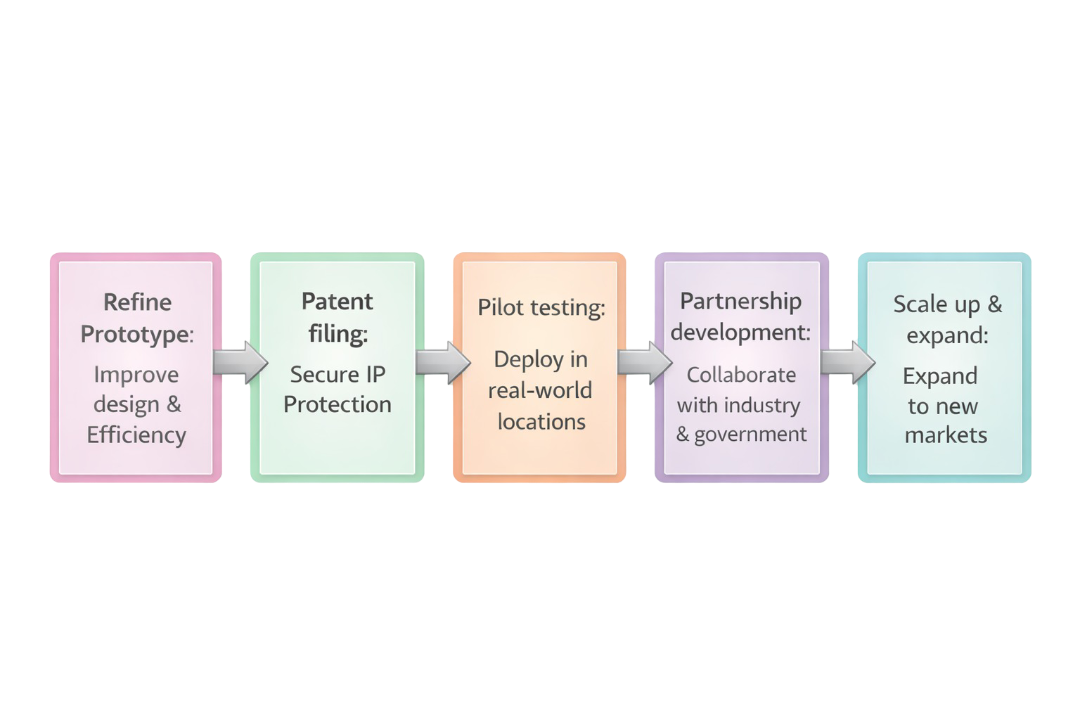 Refine
Prototype:
Improve
design &
Efficiency
Patent
filing:
Secure IP
Protection
Pilot testing:
Deploy in
real-world
locations
Partnership
development:
Collaborate
with industry
& government
Scale up &
expand:
Expand
to new
markets